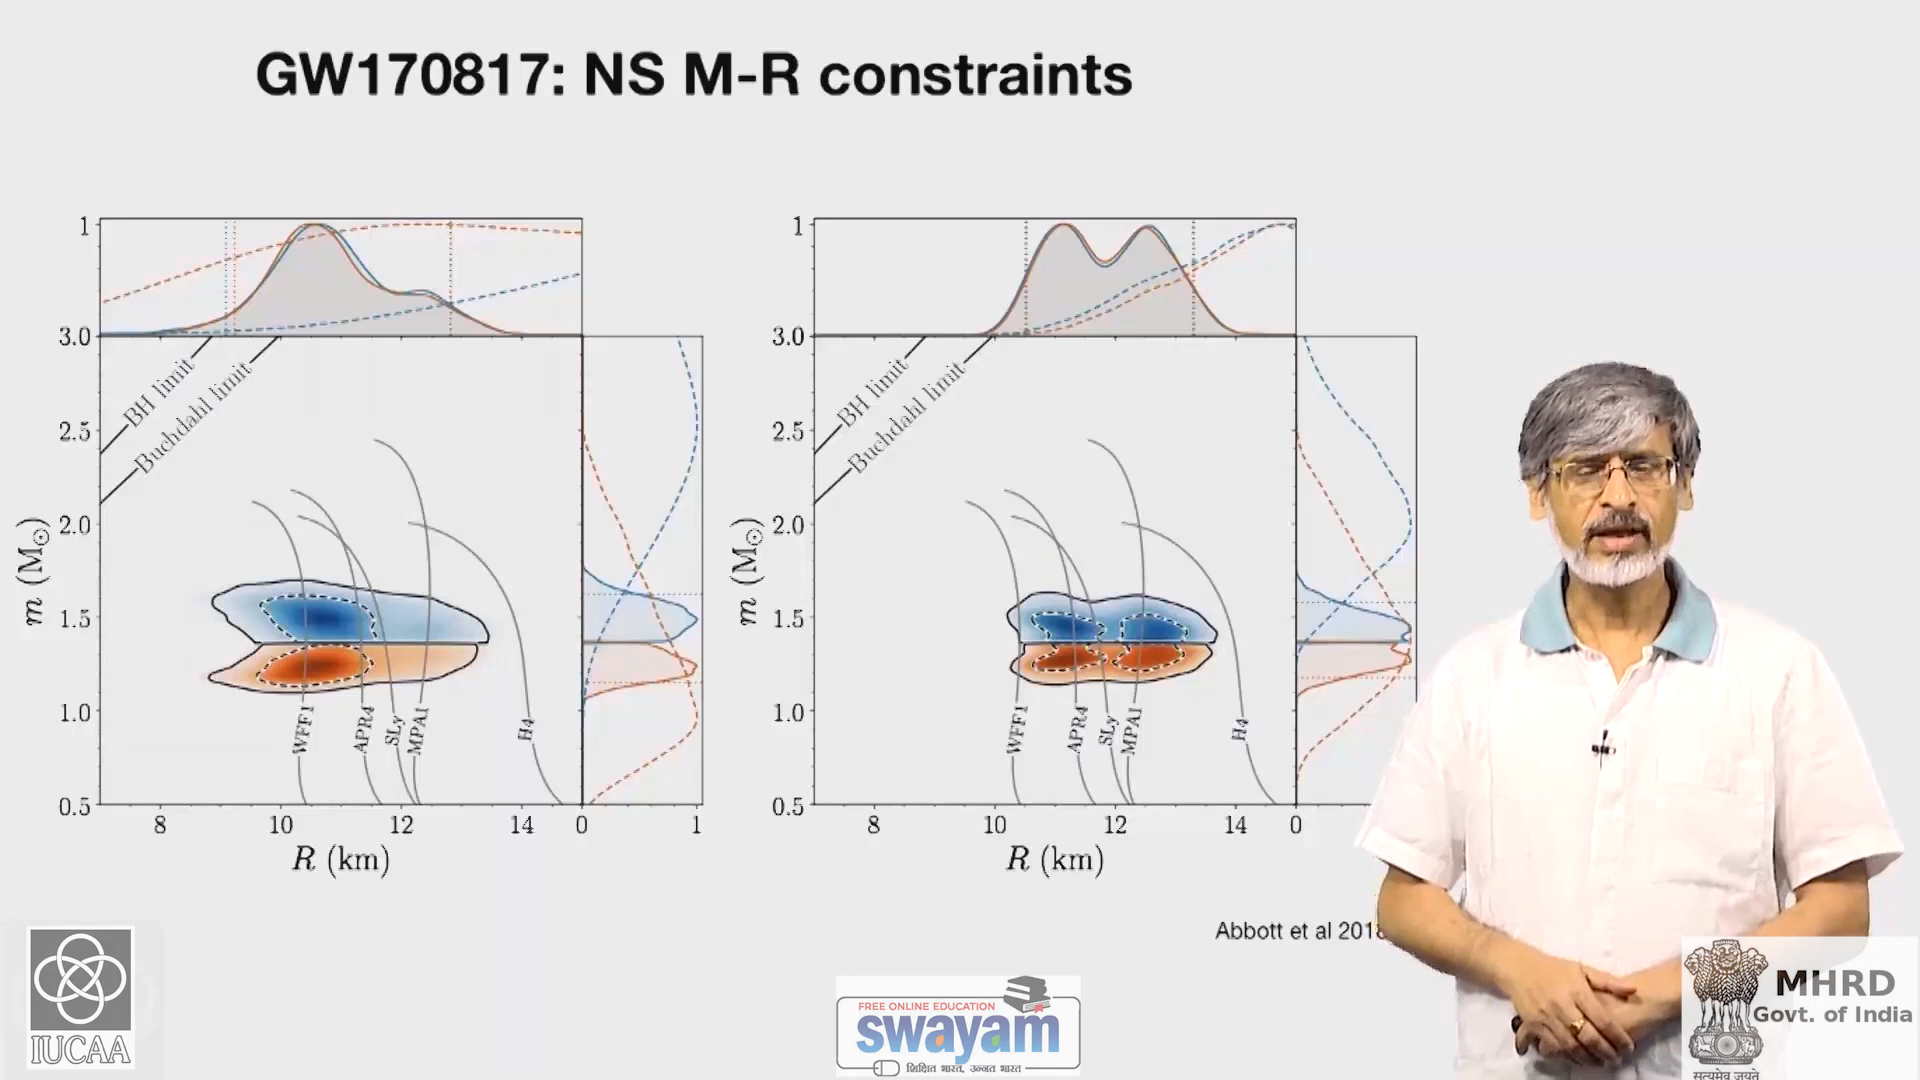 GW170817: NS M-R constraints
1
3.0
2.5
2.0
1.5
1.0
0.5
m (M⊙)
BH limit
Buchdahl limit
WFF1
APR4
SLy
MPA1
H4
8
10
12
14
0
1
R (km)
1
3.0
2.5
2.0
1.5
1.0
0.5
m (M⊙)
BH limit
Buchdahl limit
WFF1
APR4
SLy
MPA1
H4
8
10
12
14
0
R (km)
Abbott et al 2018
IUCAA
FREE ONLINE EDUCATION
swayam
शिक्षित भारत, उन्नत भारत
MHRD
Govt. of India
सत्यमेव जयते